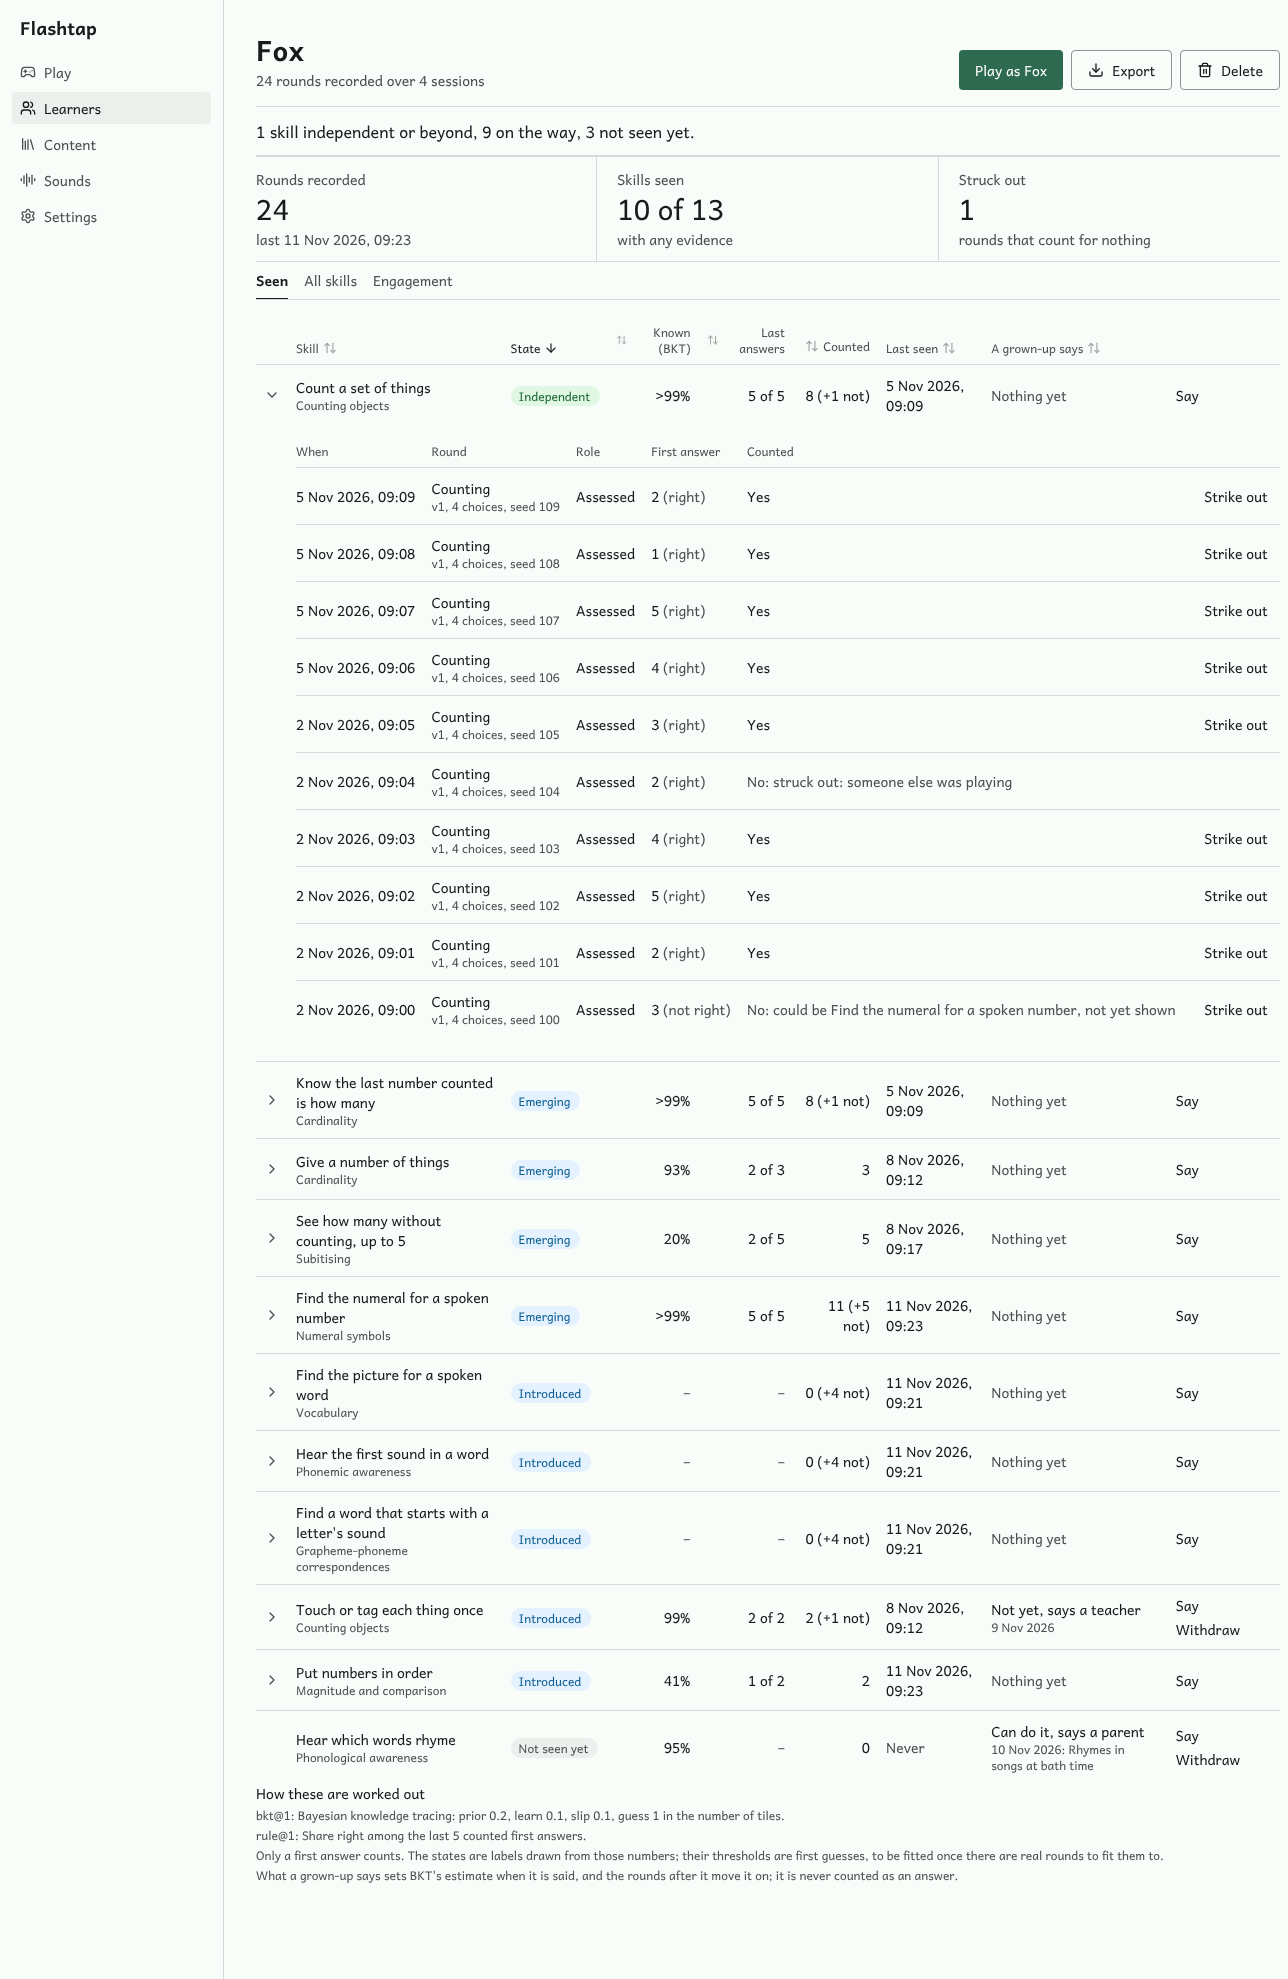 Flashtap
Play
Learners
Content
Sounds
Settings
Fox
24 rounds recorded over 4 sessions
Play as Fox
Export
Delete
1 skill independent or beyond, 9 on the way, 3 not seen yet.
Rounds recorded
24
last 11 Nov 2026, 09:23
Skills seen
10 of 13
with any evidence
Struck out
1
rounds that count for nothing
Seen All skills Engagement
Skill State Known (BKT) Last answers Counted Last seen A grown-up says
Count a set of things
Counting objects
Independent >99% 5 of 5 8 (+1 not) 5 Nov 2026, 09:09 Nothing yet Say
When Round Role First answer Counted
5 Nov 2026, 09:09 Counting Assessed 2 (right) Yes Strike out
v1, 4 choices, seed 109
5 Nov 2026, 09:08 Counting Assessed 1 (right) Yes Strike out
v1, 4 choices, seed 108
5 Nov 2026, 09:07 Counting Assessed 5 (right) Yes Strike out
v1, 4 choices, seed 107
5 Nov 2026, 09:06 Counting Assessed 4 (right) Yes Strike out
v1, 4 choices, seed 106
2 Nov 2026, 09:05 Counting Assessed 3 (right) Yes Strike out
v1, 4 choices, seed 105
2 Nov 2026, 09:04 Counting Assessed 2 (right) No: struck out: someone else was playing
v1, 4 choices, seed 104
2 Nov 2026, 09:03 Counting Assessed 4 (right) Yes Strike out
v1, 4 choices, seed 103
2 Nov 2026, 09:02 Counting Assessed 5 (right) Yes Strike out
v1, 4 choices, seed 102
2 Nov 2026, 09:01 Counting Assessed 2 (right) Yes Strike out
v1, 4 choices, seed 101
2 Nov 2026, 09:00 Counting Assessed 3 (not right) No: could be Find the numeral for a spoken number, not yet shown Strike out
v1, 4 choices, seed 100
Know the last number counted
is how many
Cardinality
Emerging >99% 5 of 5 8 (+1 not) 5 Nov 2026, 09:09 Nothing yet Say
Give a number of things
Cardinality
Emerging 93% 2 of 3 3 8 Nov 2026, 09:12 Nothing yet Say
See how many without
counting, up to 5
Subitising
Emerging 20% 2 of 5 5 8 Nov 2026, 09:17 Nothing yet Say
Find the numeral for a spoken
number
Numeral symbols
Emerging >99% 5 of 5 11 (+5 not) 11 Nov 2026, 09:23 Nothing yet Say
Find the picture for a spoken
word
Vocabulary
Introduced – – 0 (+4 not) 11 Nov 2026, 09:21 Nothing yet Say
Hear the first sound in a word
Phonemic awareness
Introduced – – 0 (+4 not) 11 Nov 2026, 09:21 Nothing yet Say
Find a word that starts with a
letter's sound
Grapheme-phoneme
correspondences
Introduced – – 0 (+4 not) 11 Nov 2026, 09:21 Nothing yet Say
Touch or tag each thing once
Counting objects
Introduced 99% 2 of 2 2 (+1 not) 8 Nov 2026, 09:12 Not yet, says a teacher
9 Nov 2026
Say
Withdraw
Put numbers in order
Magnitude and comparison
Introduced 41% 1 of 2 2 11 Nov 2026, 09:23 Nothing yet Say
Hear which words rhyme
Phonological awareness
Not seen yet 95% – 0 Never Can do it, says a parent
10 Nov 2026: Rhymes in
songs at bath time
Say
Withdraw
How these are worked out
bkt@1: Bayesian knowledge tracing: prior 0.2, learn 0.1, slip 0.1, guess 1 in the number of tiles.
rule@1: Share right among the last 5 counted first answers.
Only a first answer counts. The states are labels drawn from those numbers; their thresholds are first guesses, to be fitted once there are real rounds to fit them to.
What a grown-up says sets BKT's estimate when it is said, and the rounds after it move it on; it is never counted as an answer.